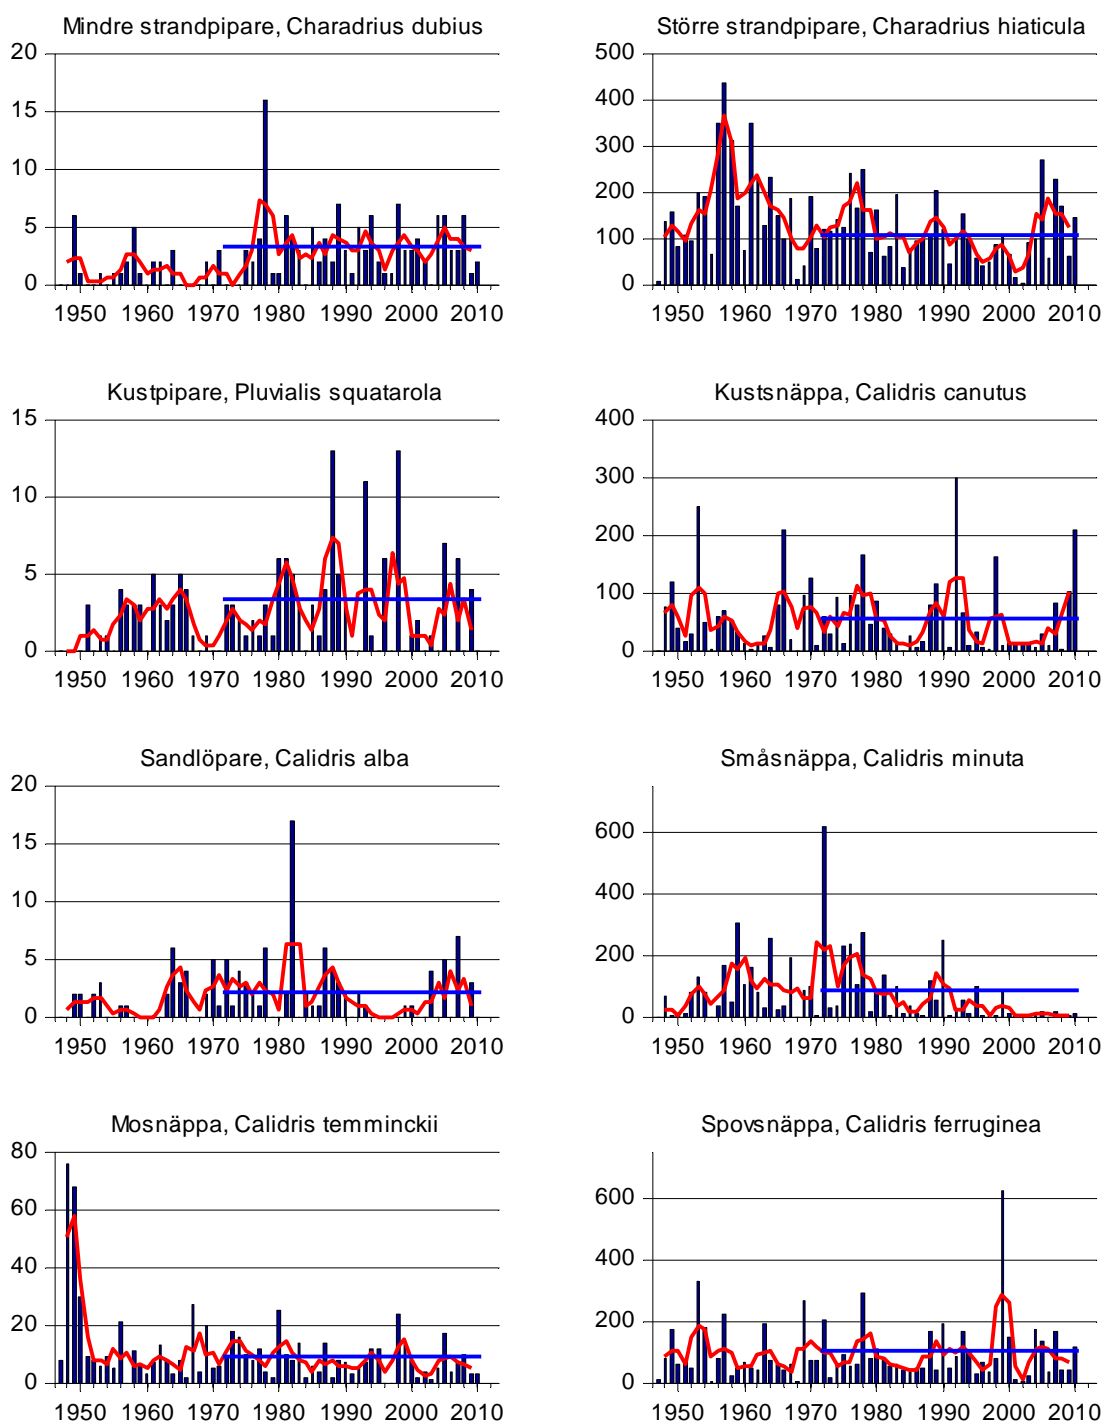 Mindre strandpipare, Charadrius dubius
20
15
10
5
0
1950 1960 1970 1980 1990 2000 2010
Större strandpipare, Charadrius hiaticula
500
400
300
200
100
0
1950 1960 1970 1980 1990 2000 2010
Kustpipare, Pluvialis squatarola
15
10
5
0
1950 1960 1970 1980 1990 2000 2010
Kustsnäppa, Calidris canutus
400
300
200
100
0
1950 1960 1970 1980 1990 2000 2010
Sandlöpare, Calidris alba
20
15
10
5
0
1950 1960 1970 1980 1990 2000 2010
Småsnäppa, Calidris minuta
600
400
200
0
1950 1960 1970 1980 1990 2000 2010
Mosnäppa, Calidris temminckii
80
60
40
20
0
1950 1960 1970 1980 1990 2000 2010
Spovsnäppa, Calidris ferruginea
600
400
200
0
1950 1960 1970 1980 1990 2000 2010